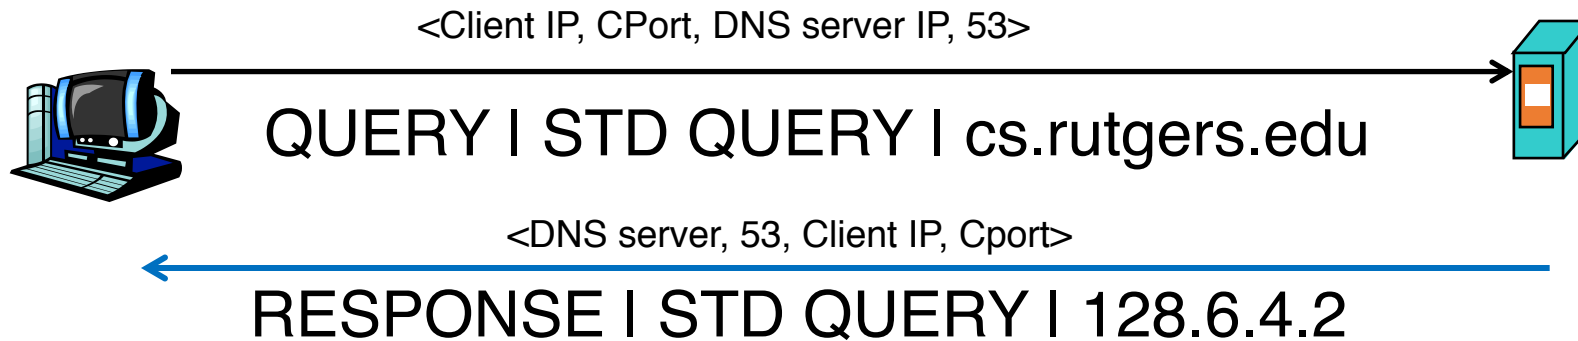 <Client IP, CPort, DNS server IP, 53>
QUERY | STD QUERY | cs.rutgers.edu
<DNS server, 53, Client IP, Cport>
RESPONSE | STD QUERY | 128.6.4.2